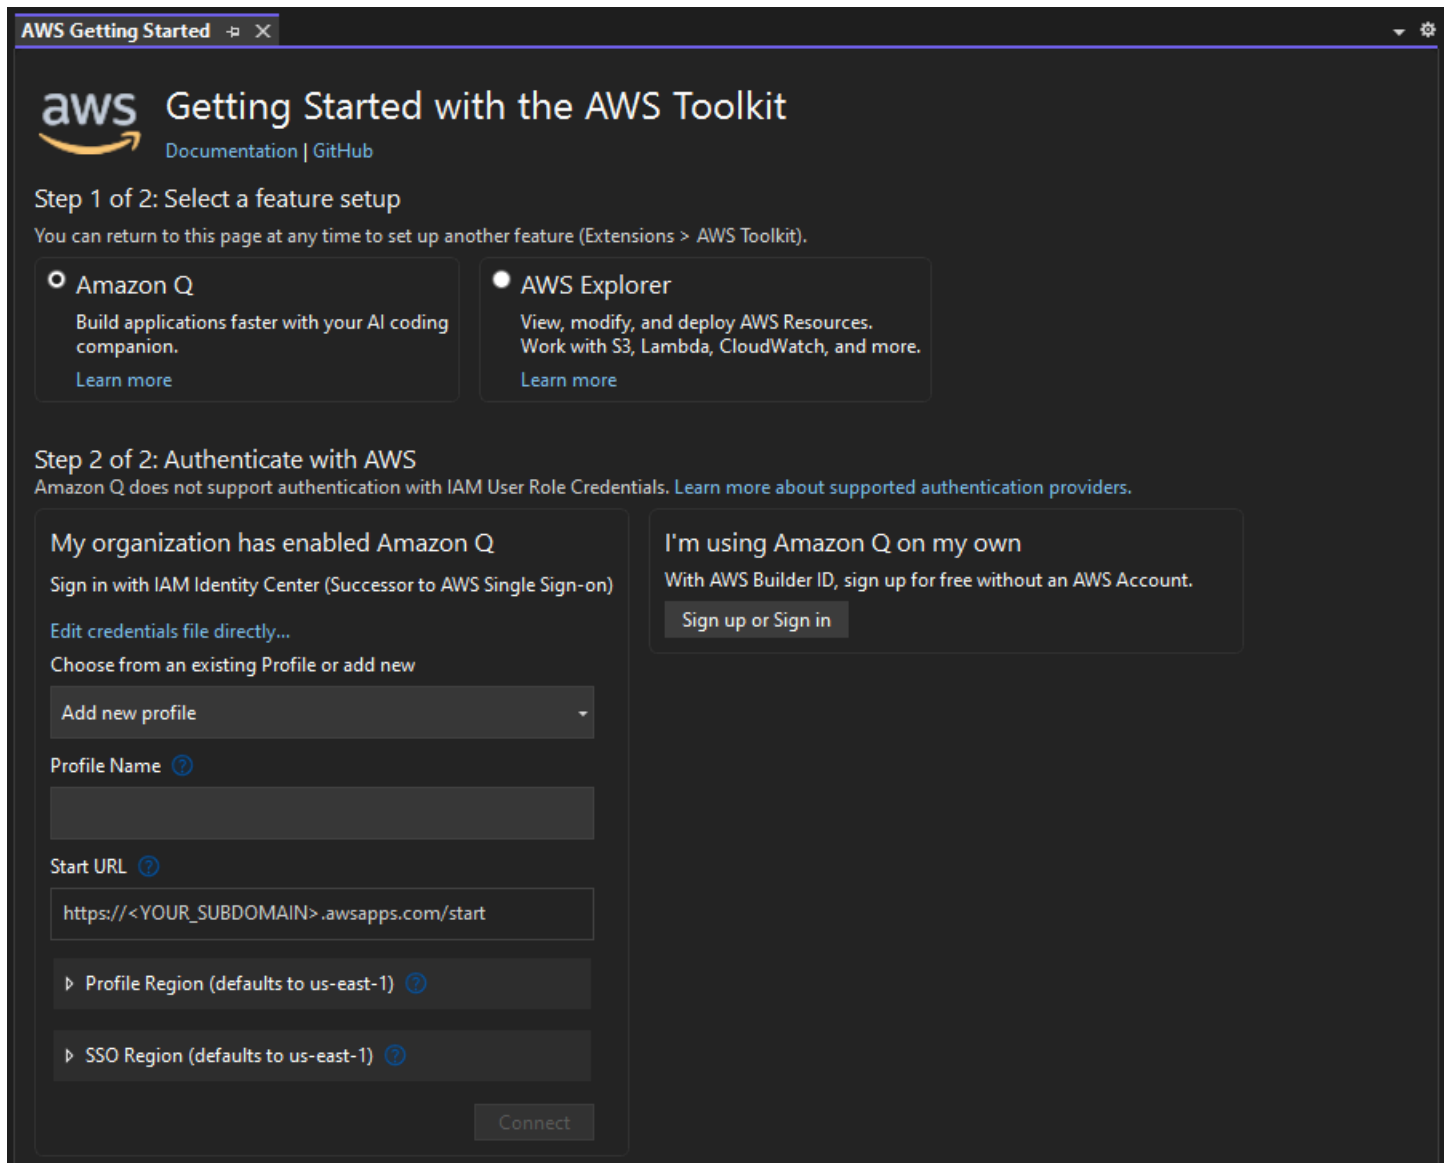 AWS Getting Started
aws
Getting Started with the AWS Toolkit
Documentation | GitHub
Step 1 of 2: Select a feature setup
You can return to this page at any time to set up another feature (Extensions > AWS Toolkit).
Amazon Q
Build applications faster with your AI coding
companion.
Learn more
AWS Explorer
View, modify, and deploy AWS Resources.
Work with S3, Lambda, CloudWatch, and more.
Learn more
Step 2 of 2: Authenticate with AWS
Amazon Q does not support authentication with IAM User Role Credentials. Learn more about supported authentication providers.
My organization has enabled Amazon Q
Sign in with IAM Identity Center (Successor to AWS Single Sign-on)
Edit credentials file directly...
Choose from an existing Profile or add new
Add new profile
Profile Name ?
Start URL ?
https://<YOUR_SUBDOMAIN>.awsapps.com/start
Profile Region (defaults to us-east-1) ?
SSO Region (defaults to us-east-1) ?
Connect
I'm using Amazon Q on my own
With AWS Builder ID, sign up for free without an AWS Account.
Sign up or Sign in